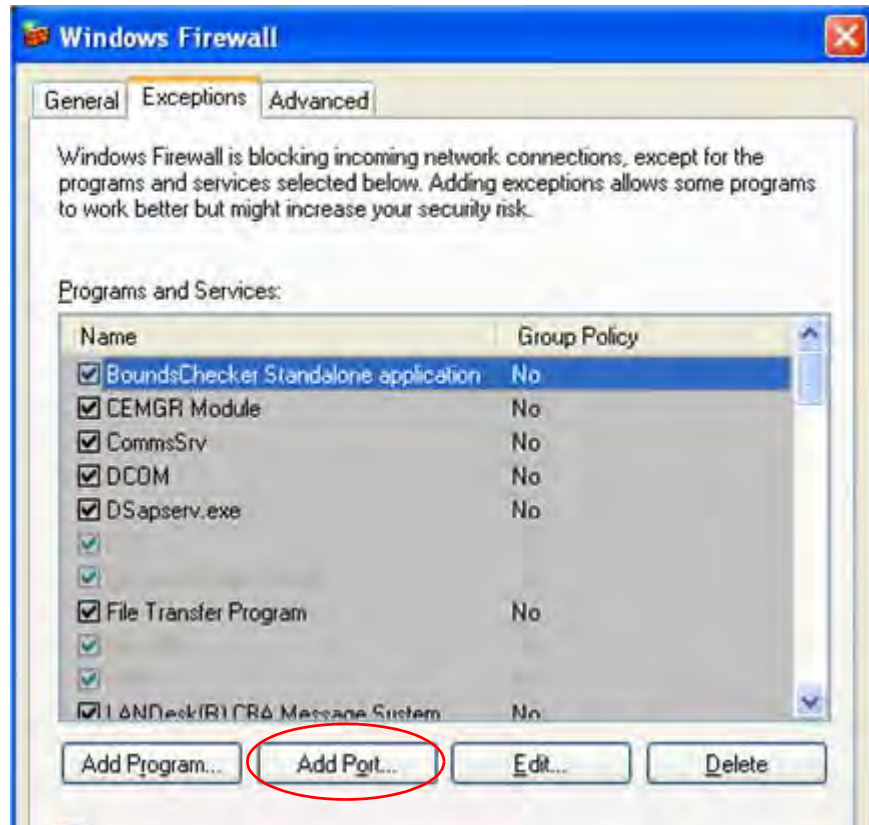 Windows Firewall
General Exceptions Advanced
Windows Firewall is blocking incoming network connections, except for the
programs and services selected below. Adding exceptions allows some programs
to work better but might increase your security risk.
Programs and Services:
Name Group Policy
BoundsChecker Standalone application No
CEMGR Module No
CommsSrv No
DCOM No
DSapserv.exe No
File Transfer Program No
LANDesk(R) CBA Message System No
Add Program... Add Port... Edit... Delete